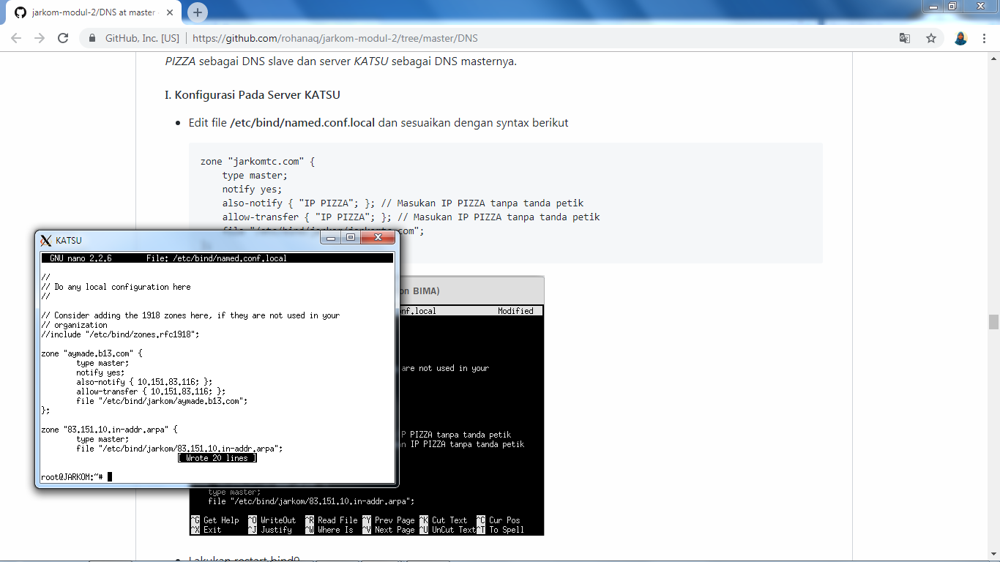 jarkom-modul-2/DNS at master
GitHub, Inc. [US] | https://github.com/rohanaq/jarkom-modul-2/tree/master/DNS
PIZZA sebagai DNS slave dan server KATSU sebagai DNS masternya.
I. Konfigurasi Pada Server KATSU
Edit file /etc/bind/named.conf.local dan sesuaikan dengan syntax berikut
zone "jarkomtc.com" {
type master;
notify yes;
also-notify { "IP PIZZA"; }; // Masukan IP PIZZA tanpa tanda petik
allow-transfer { "IP PIZZA"; }; // Masukan IP PIZZA tanpa tanda petik
file "/etc/bind/jarkom/jarkomtc.com";
KATSU
GNU nano 2.2.6 File: /etc/bind/named.conf.local
//
// Do any local configuration here
//
// Consider adding the 1918 zones here, if they are not used in your
// organization
//include "/etc/bind/zones.rfc1918";
zone "aymade.b13.com" {
type master;
notify yes;
also-notify { 10.151.83.116; };
allow-transfer { 10.151.83.116; };
file "/etc/bind/jarkom/aymade.b13.com";
};
zone "83.151.10.in-addr.arpa" {
type master;
file "/etc/bind/jarkom/83.151.10.in-addr.arpa";
[ Wrote 20 lines ]
root@JARKOM:~#
on BIMA)
nf.local Modified
are not used in your
P PIZZA tanpa tanda petik
an IP PIZZA tanpa tanda petik
type master;
file "/etc/bind/jarkom/83.151.10.in-addr.arpa";
^G Get Help ^O WriteOut ^R Read File ^Y Prev Page ^K Cut Text ^C Cur Pos
^X Exit ^J Justify ^W Where Is ^V Next Page ^U UnCut Text ^T To Spell
Lakukan restart bind9